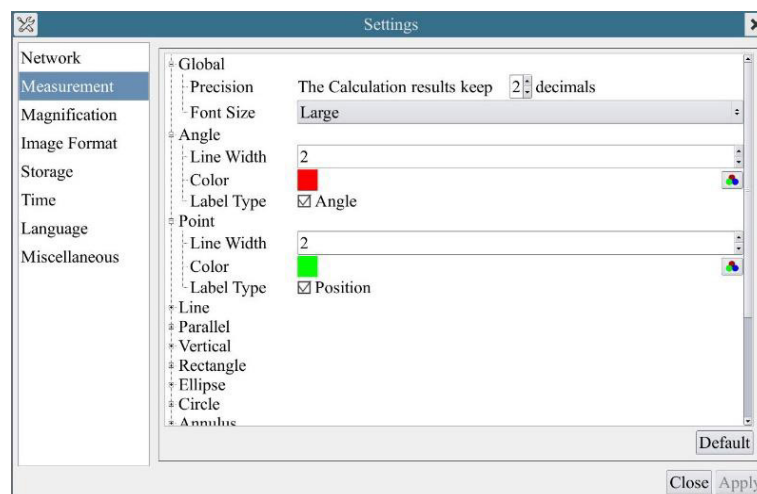 Settings
Network
Measurement
Magnification
Image Format
Storage
Time
Language
Miscellaneous
Global
Precision The Calculation results keep 2 decimals
Font Size Large
Angle
Line Width 2
Color
Label Type Angle
Point
Line Width 2
Color
Label Type Position
Line
Parallel
Vertical
Rectangle
Ellipse
Circle
Annulus
Default
Close Apply